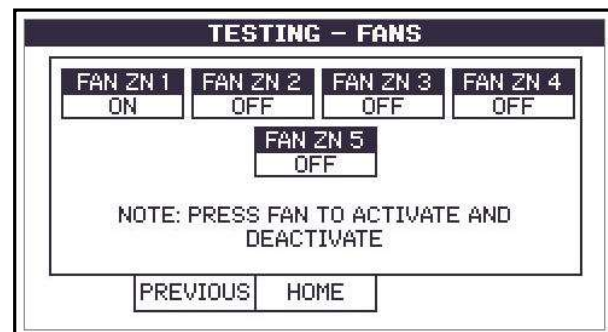 TESTING - FANS
FAN ZN 1 FAN ZN 2 FAN ZN 3 FAN ZN 4
ON OFF OFF OFF
FAN ZN 5
OFF
NOTE: PRESS FAN TO ACTIVATE AND
DEACTIVATE
PREVIOUS HOME